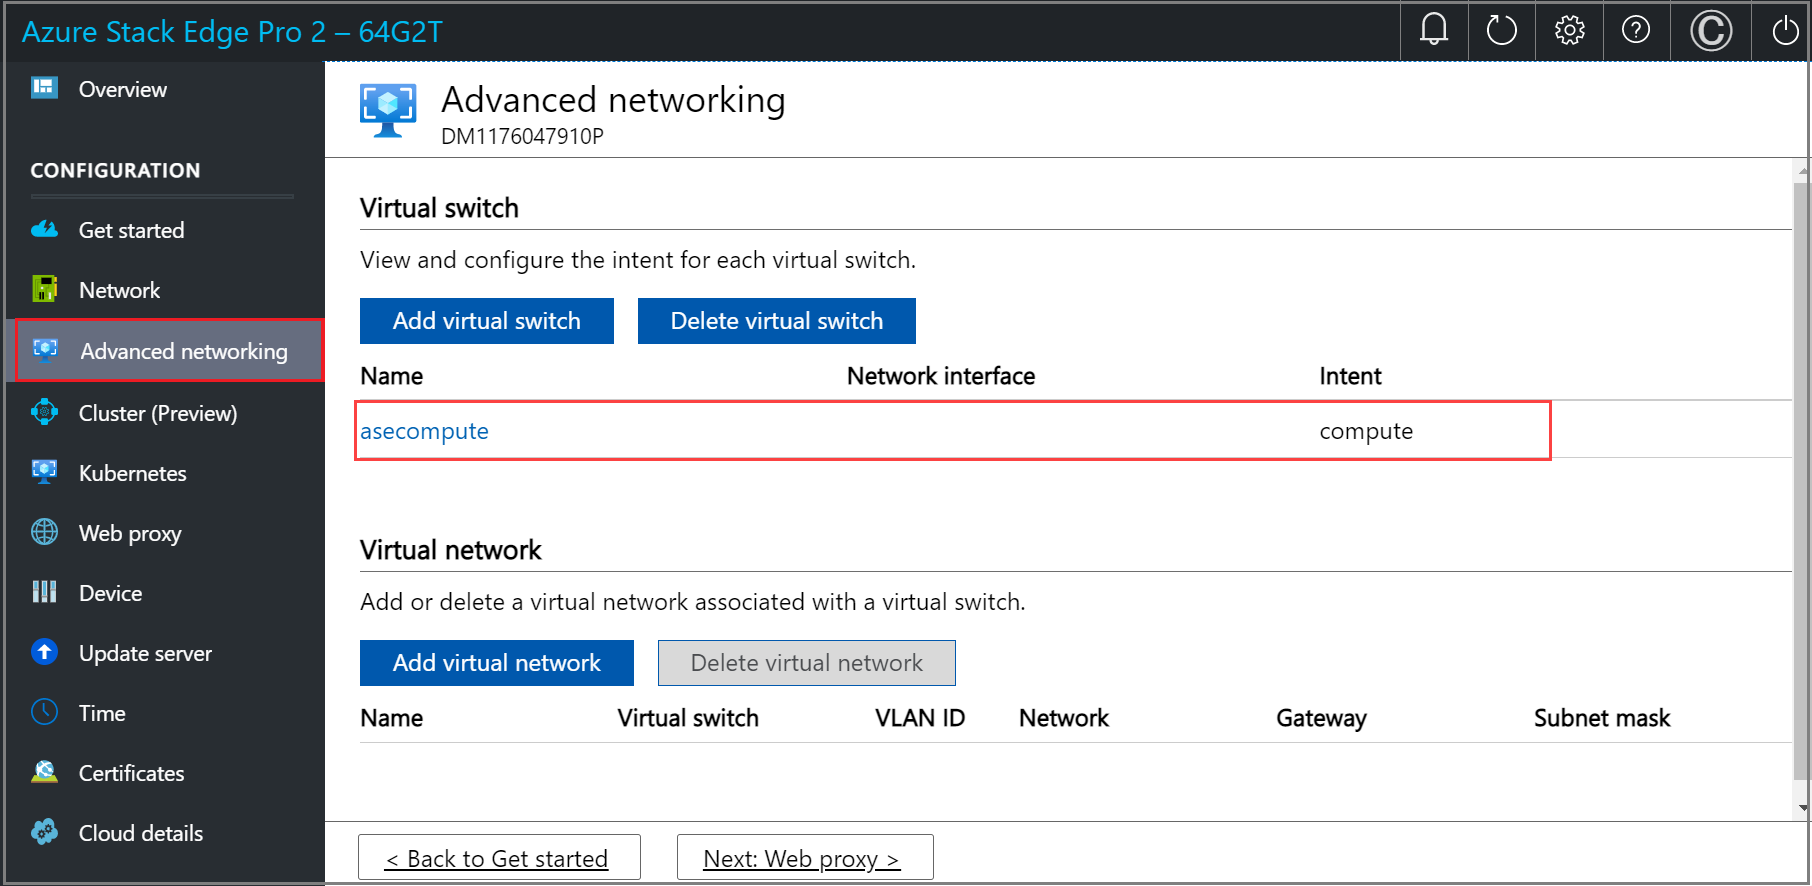 Azure Stack Edge Pro 2 – 64G2T
Overview
CONFIGURATION
Get started
Network
Advanced networking
Cluster (Preview)
Kubernetes
Web proxy
Device
Update server
Time
Certificates
Cloud details
Advanced networking
DM1176047910P
Virtual switch
View and configure the intent for each virtual switch.
Add virtual switch Delete virtual switch
Name Network interface Intent
asecompute compute
Virtual network
Add or delete a virtual network associated with a virtual switch.
Add virtual network Delete virtual network
Name Virtual switch VLAN ID Network Gateway Subnet mask
< Back to Get started Next: Web proxy >